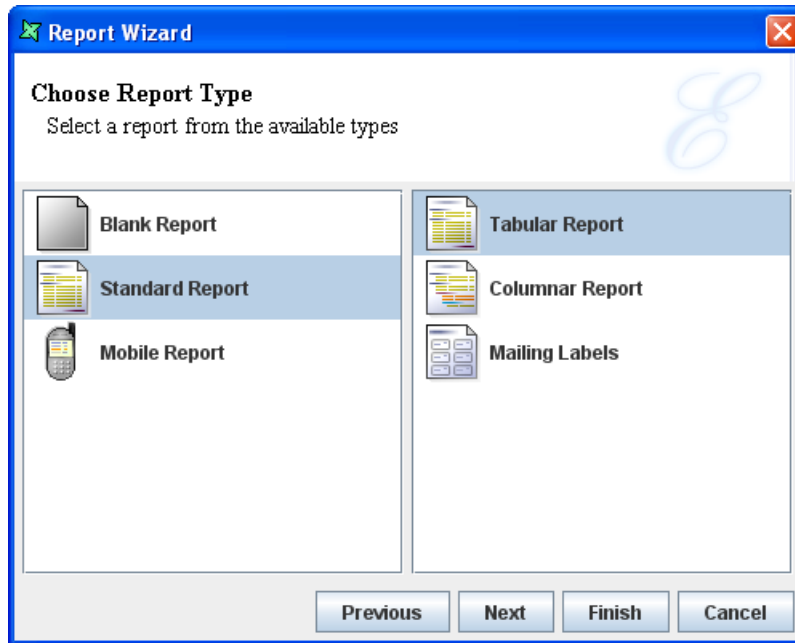 Report Wizard
Choose Report Type
Select a report from the available types
Blank Report
Standard Report
Mobile Report
Tabular Report
Columnar Report
Mailing Labels
Previous Next Finish Cancel